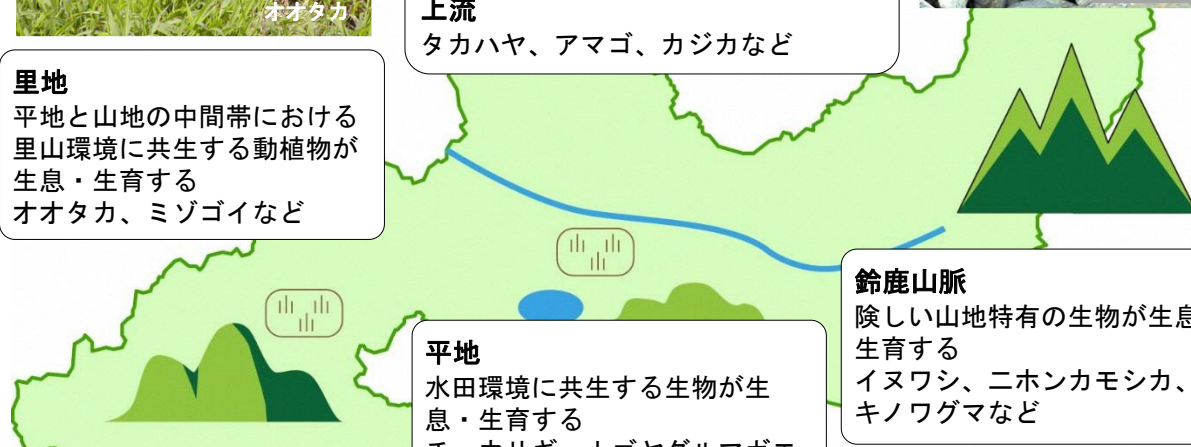 オオタカ
上流
タカハヤ、アマゴ、カジカなど
里地
平地と山地の中間帯における
里山環境に共生する動植物が
生息・生育する
オオタカ、ミゾゴイなど
鈴鹿山脈
険しい山地特有の生物が生息
生育する
イヌワシ、ニホンカモシカ、
キノワグマなど
平地
水田環境に共生する生物が生
息・生育する